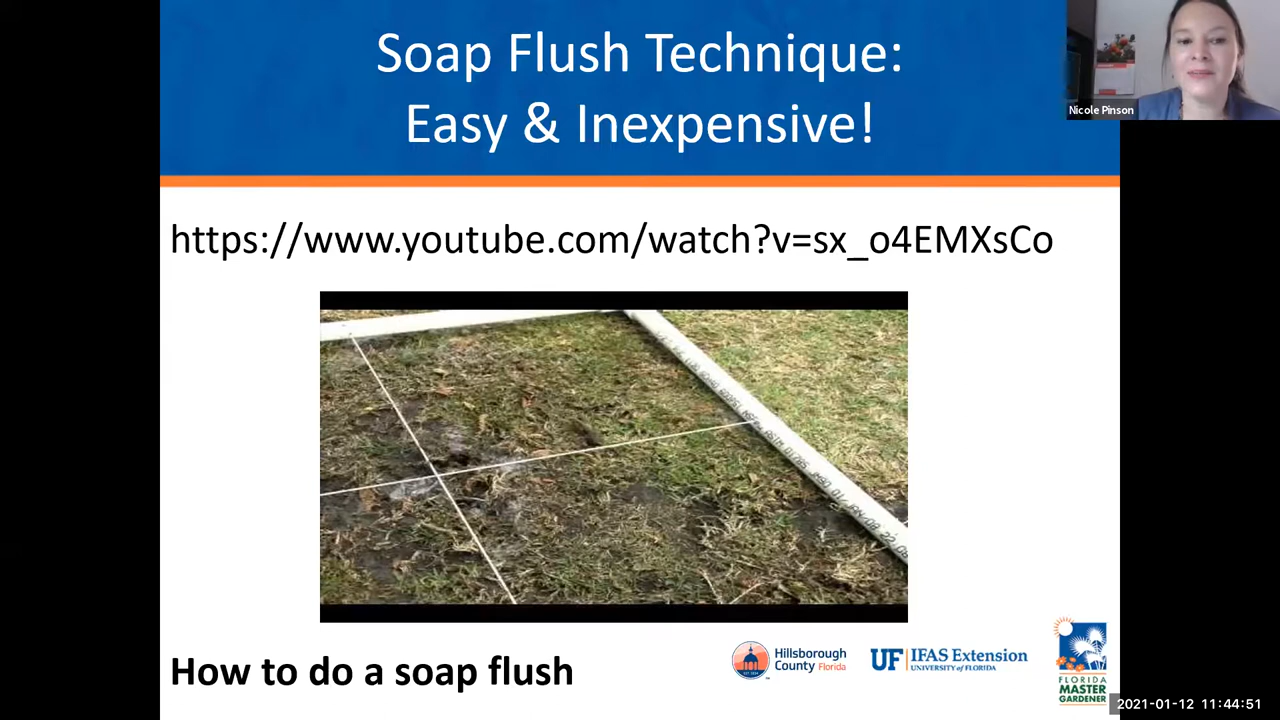 Soap Flush Technique:
Easy & Inexpensive!
Nicole Pinson
https://www.youtube.com/watch?v=sx_o4EMXsCo
How to do a soap flush
Hillsborough
County Florida
UF IFAS Extension
UNIVERSITY of FLORIDA
FLORIDA
MASTER
GARDENER
2021-01-12 11:44:51